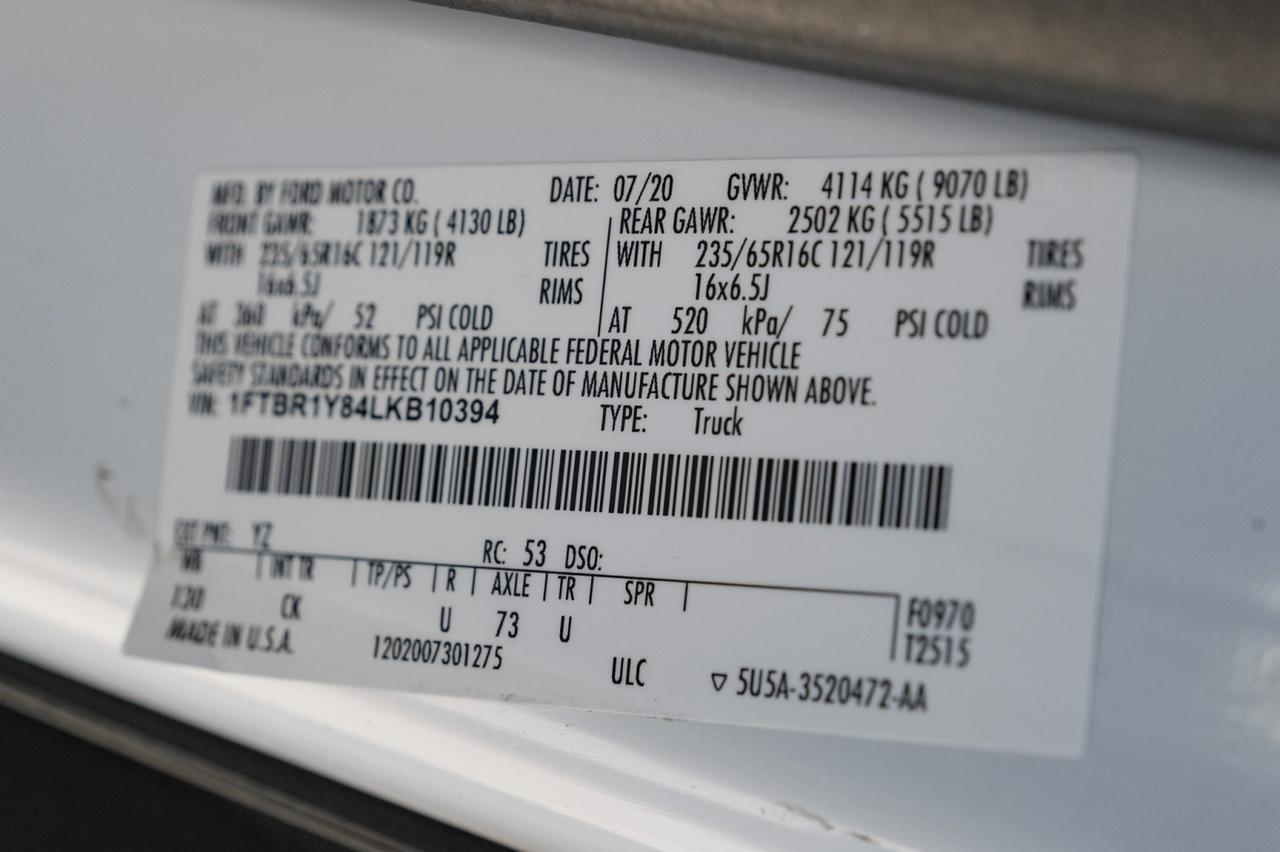 MFD. BY FORD MOTOR CO. DATE: 07/20 GVWR: 4114 KG ( 9070 LB)
FRONT GAWR: 1873 KG ( 4130 LB) REAR GAWR: 2502 KG ( 5515 LB)
WITH 235/65R16C 121/119R TIRES WITH 235/65R16C 121/119R TIRES
16x6.5J RIMS 16x6.5J RIMS
AT 360 kPa/ 52 PSI COLD AT 520 kPa/ 75 PSI COLD
THIS VEHICLE CONFORMS TO ALL APPLICABLE FEDERAL MOTOR VEHICLE
SAFETY STANDARDS IN EFFECT ON THE DATE OF MANUFACTURE SHOWN ABOVE.
VIN: 1FTBR1Y84LKB10394 TYPE: Truck
EXT PNT: YZ RC: 53 DSO:
WB INT TR TP/PS R AXLE TR SPR
130 CK U 73 U F0970
T2515
MADE IN U.S.A. 1202007301275 ULC ▽ 5U5A-3520472-AA